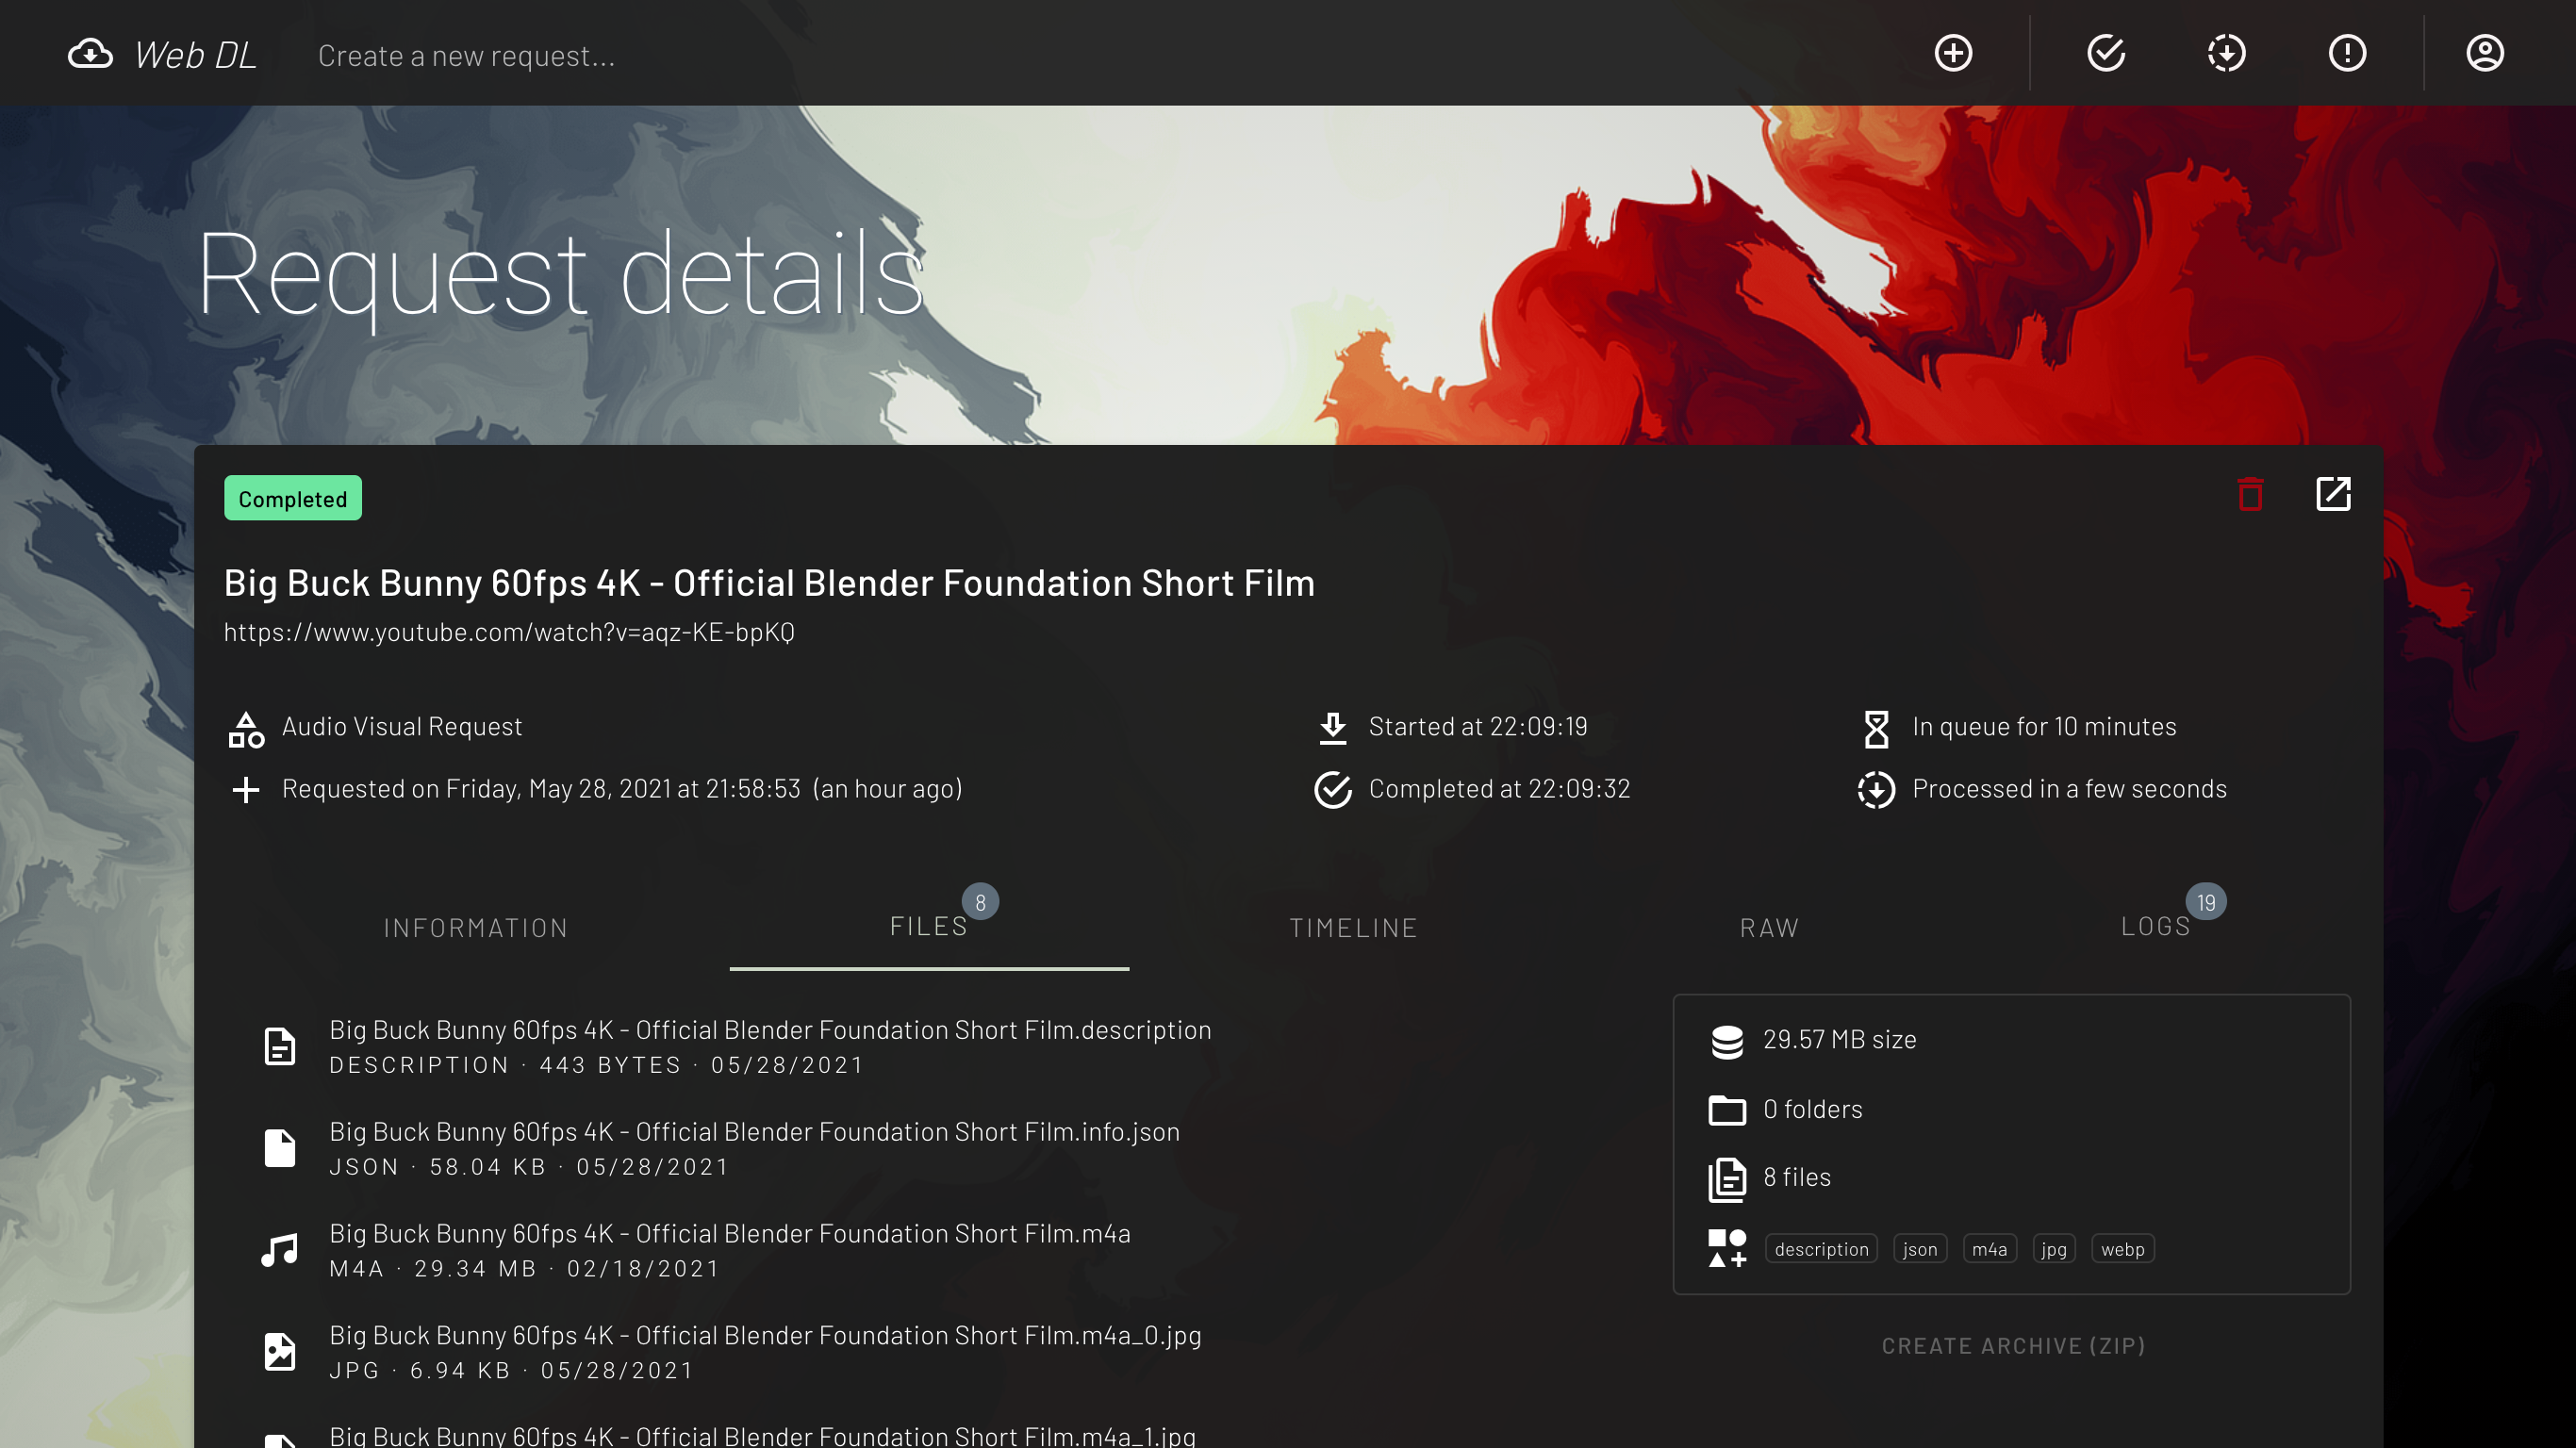 Web DL
Create a new request...
Request details
Completed
Big Buck Bunny 60fps 4K - Official Blender Foundation Short Film
https://www.youtube.com/watch?v=aqz-KE-bpKQ
Audio Visual Request
Started at 22:09:19
In queue for 10 minutes
Requested on Friday, May 28, 2021 at 21:58:53 (an hour ago)
Completed at 22:09:32
Processed in a few seconds
INFORMATION
FILES 8
TIMELINE
RAW
LOGS 19
Big Buck Bunny 60fps 4K - Official Blender Foundation Short Film.description
DESCRIPTION · 443 BYTES · 05/28/2021
Big Buck Bunny 60fps 4K - Official Blender Foundation Short Film.info.json
JSON · 58.04 KB · 05/28/2021
Big Buck Bunny 60fps 4K - Official Blender Foundation Short Film.m4a
M4A · 29.34 MB · 02/18/2021
Big Buck Bunny 60fps 4K - Official Blender Foundation Short Film.m4a_0.jpg
JPG · 6.94 KB · 05/28/2021
Big Buck Bunny 60fps 4K - Official Blender Foundation Short Film.m4a_1.jpg
29.57 MB size
0 folders
8 files
description json m4a jpg webp
CREATE ARCHIVE (ZIP)